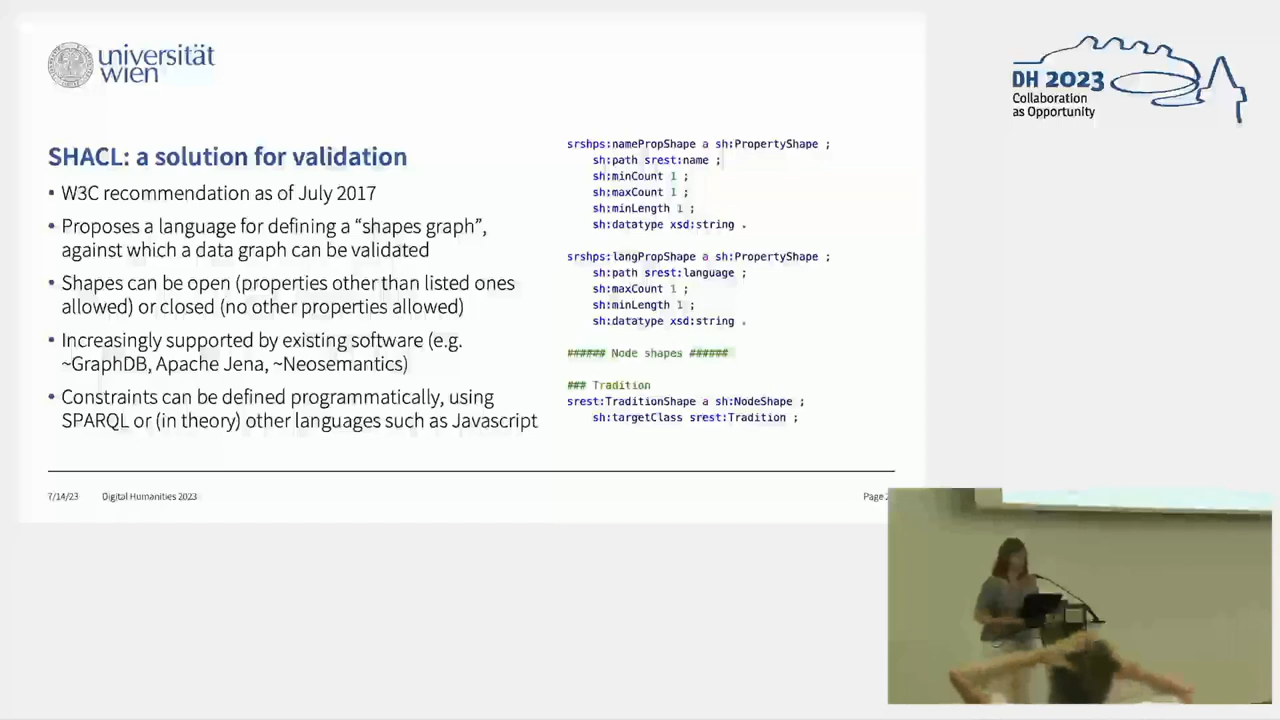 universität
wien
DH 2023
Collaboration
as Opportunity
SHACL: a solution for validation
• W3C recommendation as of July 2017
• Proposes a language for defining a “shapes graph”,
against which a data graph can be validated
• Shapes can be open (properties other than listed ones
allowed) or closed (no other properties allowed)
• Increasingly supported by existing software (e.g.
~GraphDB, Apache Jena, ~Neosemantics)
• Constraints can be defined programmatically, using
SPARQL or (in theory) other languages such as Javascript
srshps:namePropShape a sh:PropertyShape ;
sh:path srest:name ;
sh:minCount 1 ;
sh:maxCount 1 ;
sh:minLength 1 ;
sh:datatype xsd:string .
srshps:langPropShape a sh:PropertyShape ;
sh:path srest:language ;
sh:maxCount 1 ;
sh:minLength 1 ;
sh:datatype xsd:string .
###### Node shapes ######
### Tradition
srest:TraditionShape a sh:NodeShape ;
sh:targetClass srest:Tradition ;
7/14/23 Digital Humanities 2023 Page